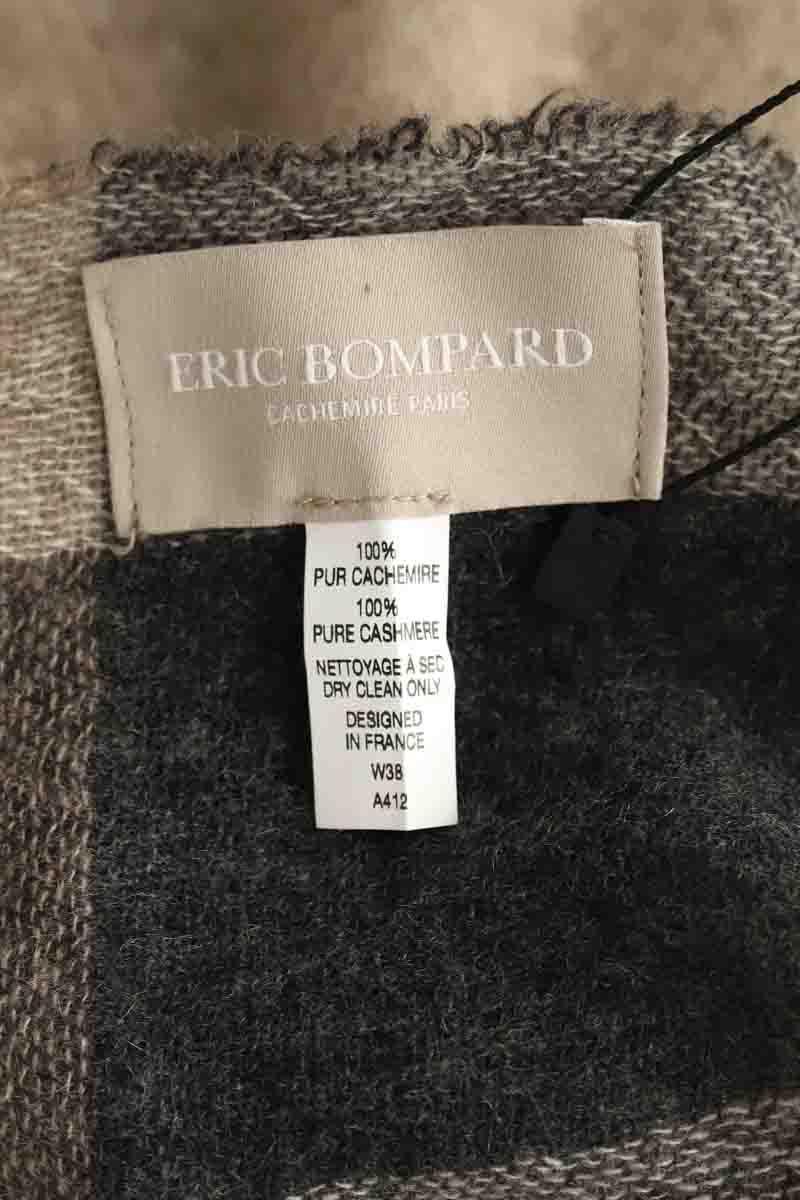 ERIC BOMPARD
CACHEMIRE PARIS
100%
PUR CACHEMIRE
100%
PURE CASHMERE
NETTOYAGE À SEC
DRY CLEAN ONLY
DESIGNED
IN FRANCE
W38
A412